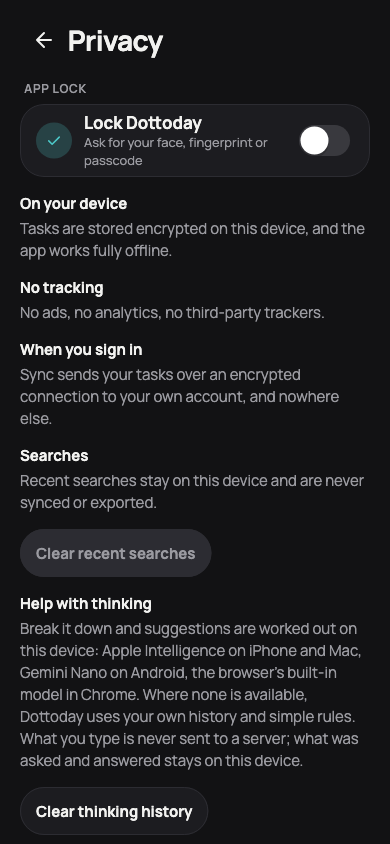 Privacy
APP LOCK
Lock Dottoday
Ask for your face, fingerprint or
passcode
On your device
Tasks are stored encrypted on this device, and the
app works fully offline.
No tracking
No ads, no analytics, no third-party trackers.
When you sign in
Sync sends your tasks over an encrypted
connection to your own account, and nowhere
else.
Searches
Recent searches stay on this device and are never
synced or exported.
Clear recent searches
Help with thinking
Break it down and suggestions are worked out on
this device: Apple Intelligence on iPhone and Mac,
Gemini Nano on Android, the browser's built-in
model in Chrome. Where none is available,
Dottoday uses your own history and simple rules.
What you type is never sent to a server; what was
asked and answered stays on this device.
Clear thinking history